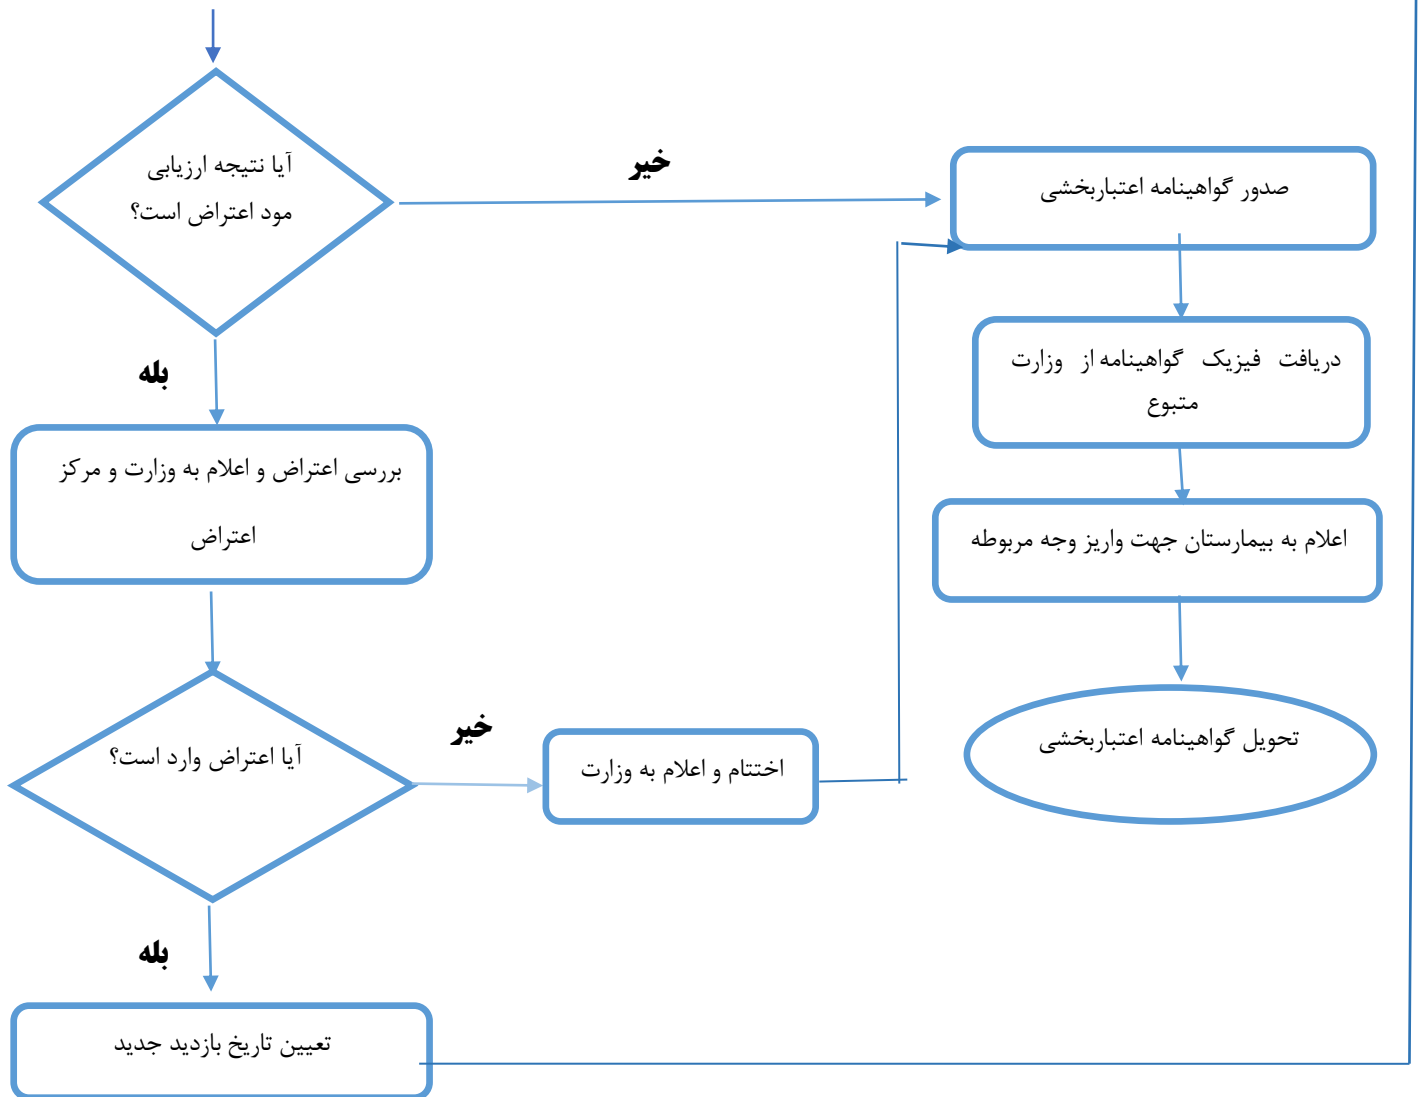 آیا نتیجه ارزیابی
مود اعتراض است؟
خیر
صدور گواهینامه اعتباربخشی
دریافت فیزیک گواهینامه از وزارت
متبوع
بله
بررسی اعتراض و اعلام به وزارت و مرکز
اعتراض
اعلام به بیمارستان جهت واریز وجه مربوطه
آیا اعتراض وارد است؟
خیر
اختتام و اعلام به وزارت
تحویل گواهینامه اعتباربخشی
بله
تعیین تاریخ بازدید جدید